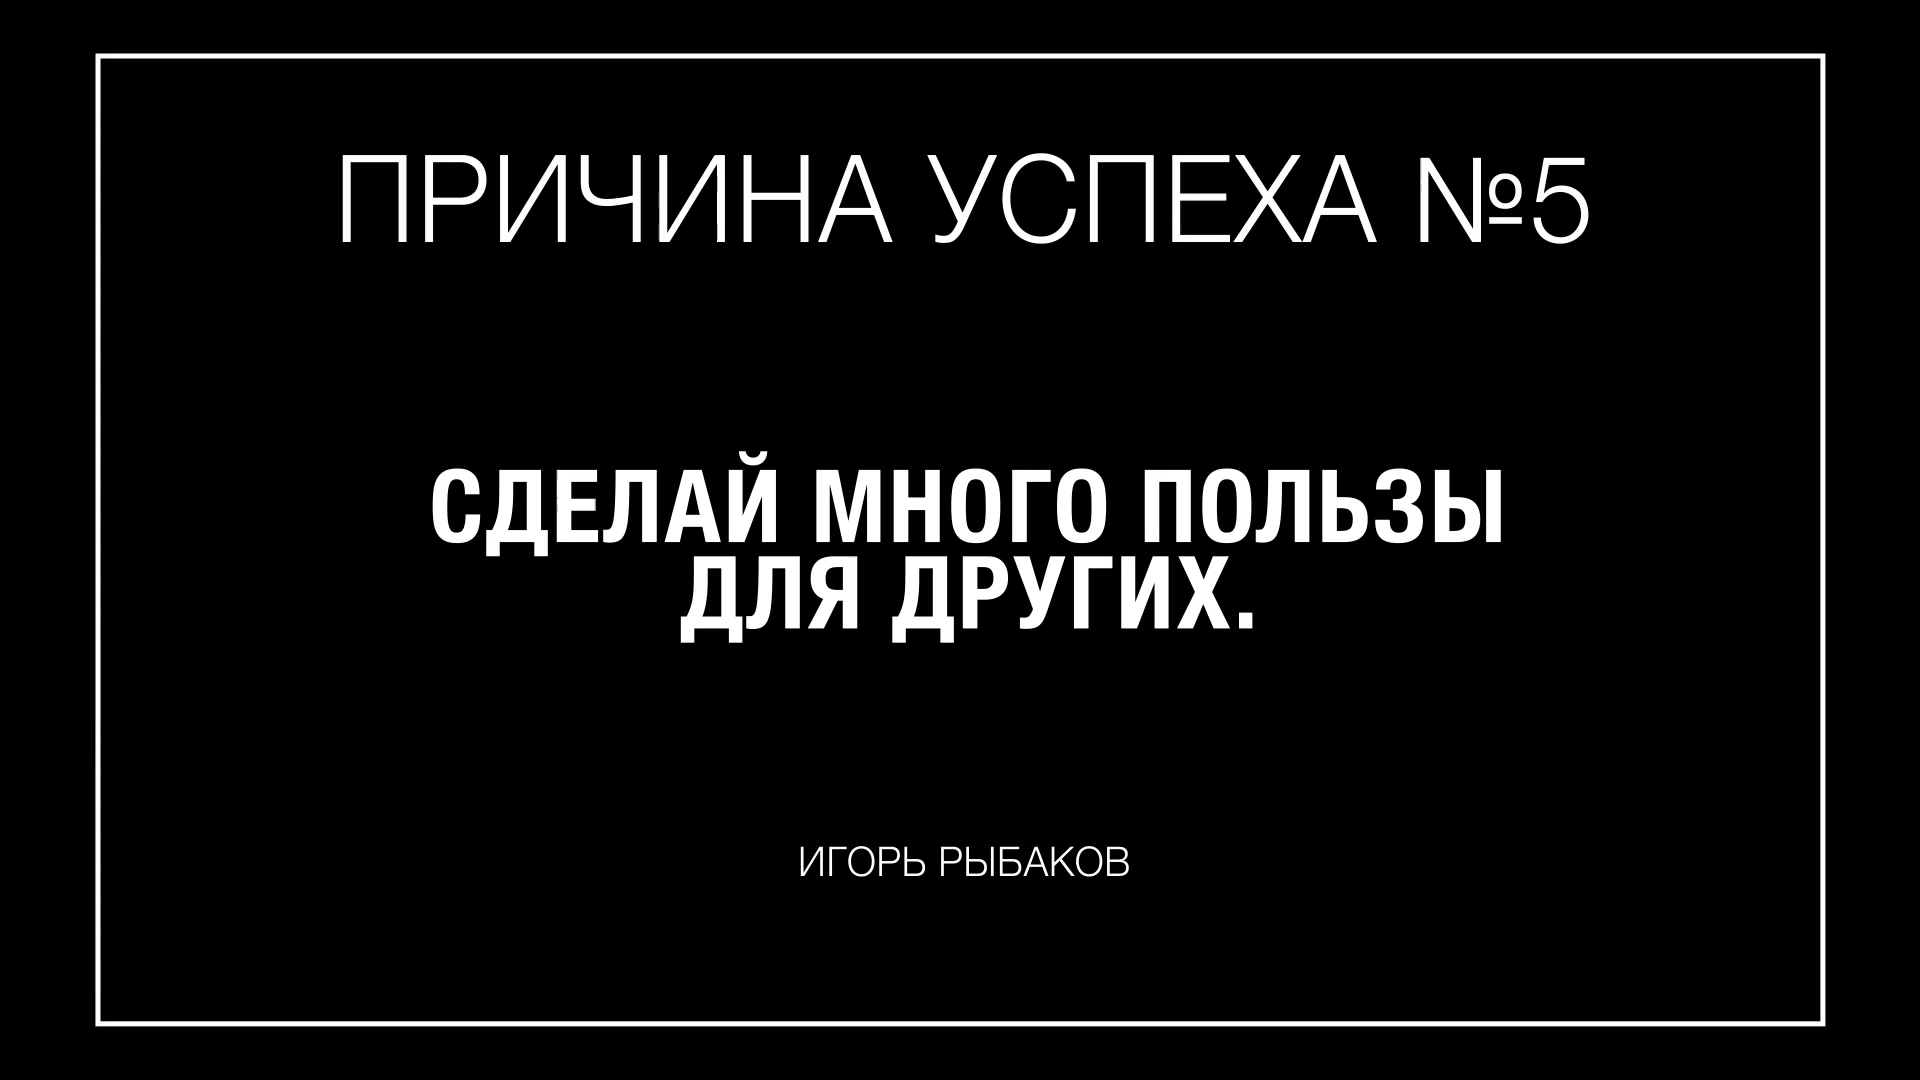 ПРИЧИНА УСПЕХА №5
СДЕЛАЙ МНОГО ПОЛЬЗЫ
ДЛЯ ДРУГИХ.
ИГОРЬ РЫБАКОВ